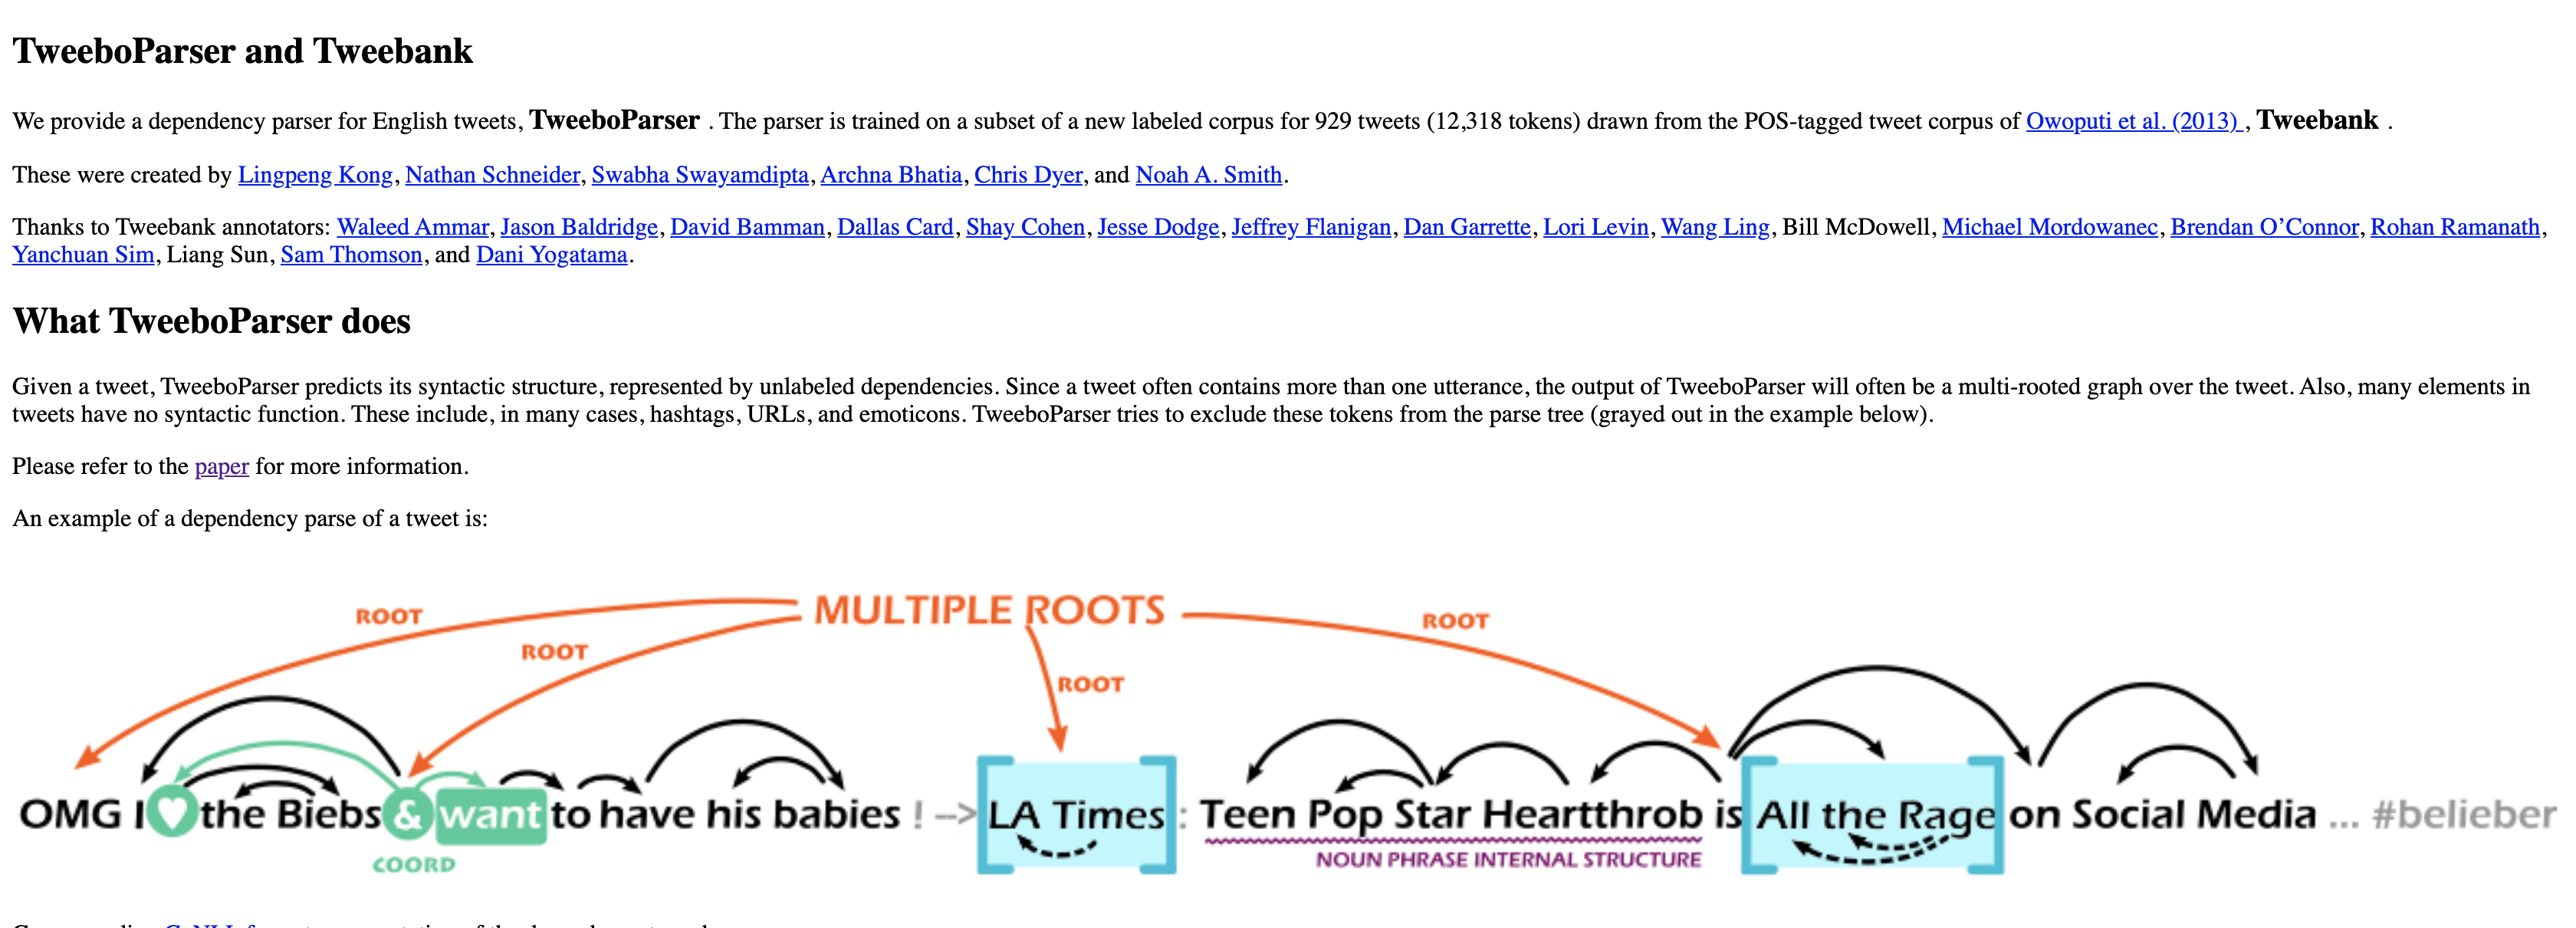 TweeboParser and Tweebank
We provide a dependency parser for English tweets, TweeboParser . The parser is trained on a subset of a new labeled corpus for 929 tweets (12,318 tokens) drawn from the POS-tagged tweet corpus of Owoputi et al. (2013) , Tweebank .
These were created by Lingpeng Kong, Nathan Schneider, Swabha Swayamdipta, Archna Bhatia, Chris Dyer, and Noah A. Smith.
Thanks to Tweebank annotators: Waleed Ammar, Jason Baldridge, David Bamman, Dallas Card, Shay Cohen, Jesse Dodge, Jeffrey Flanigan, Dan Garrette, Lori Levin, Wang Ling, Bill McDowell, Michael Mordowanec, Brendan O’Connor, Rohan Ramanath,
Yanchuan Sim, Liang Sun, Sam Thomson, and Dani Yogatama.
What TweeboParser does
Given a tweet, TweeboParser predicts its syntactic structure, represented by unlabeled dependencies. Since a tweet often contains more than one utterance, the output of TweeboParser will often be a multi-rooted graph over the tweet. Also, many elements in
tweets have no syntactic function. These include, in many cases, hashtags, URLs, and emoticons. TweeboParser tries to exclude these tokens from the parse tree (grayed out in the example below).
Please refer to the paper for more information.
An example of a dependency parse of a tweet is:
MULTIPLE ROOTS
ROOT
ROOT
ROOT
ROOT
OMG I ♥ the Biebs & want to have his babies ! --> LA Times : Teen Pop Star Heartthrob is All the Rage on Social Media ... #belieber
COORD
NOUN PHRASE INTERNAL STRUCTURE